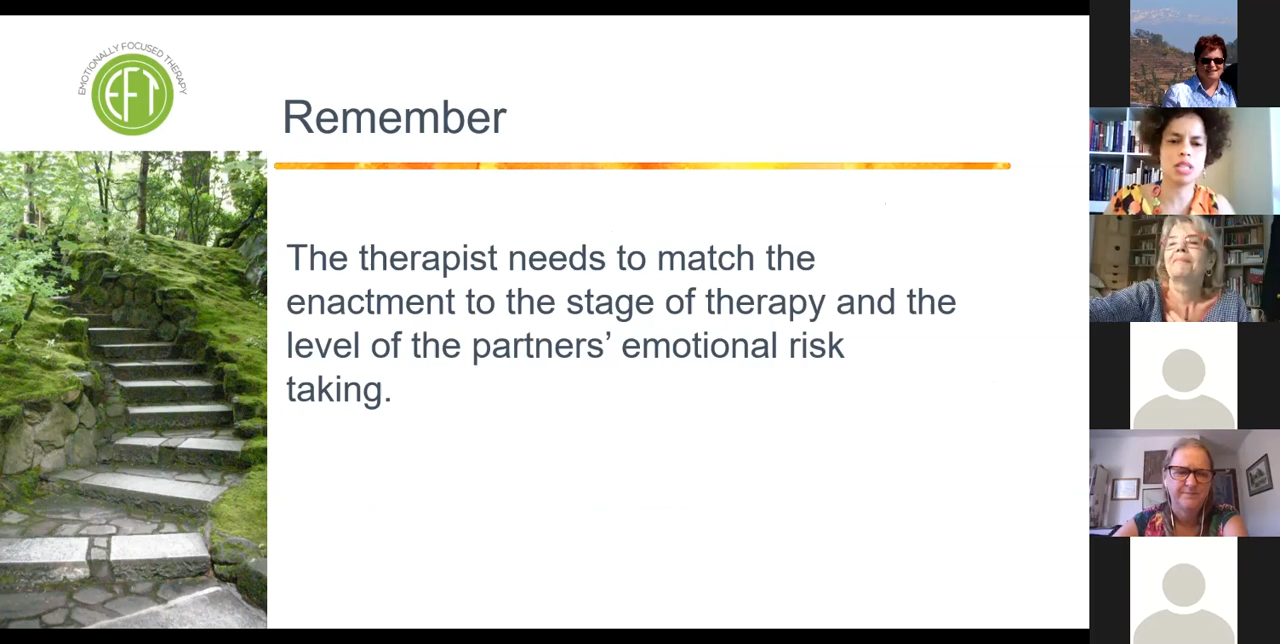 EMOTIONALLY FOCUSED THERAPY
EFT
Remember
The therapist needs to match the
enactment to the stage of therapy and the
level of the partners’ emotional risk
taking.